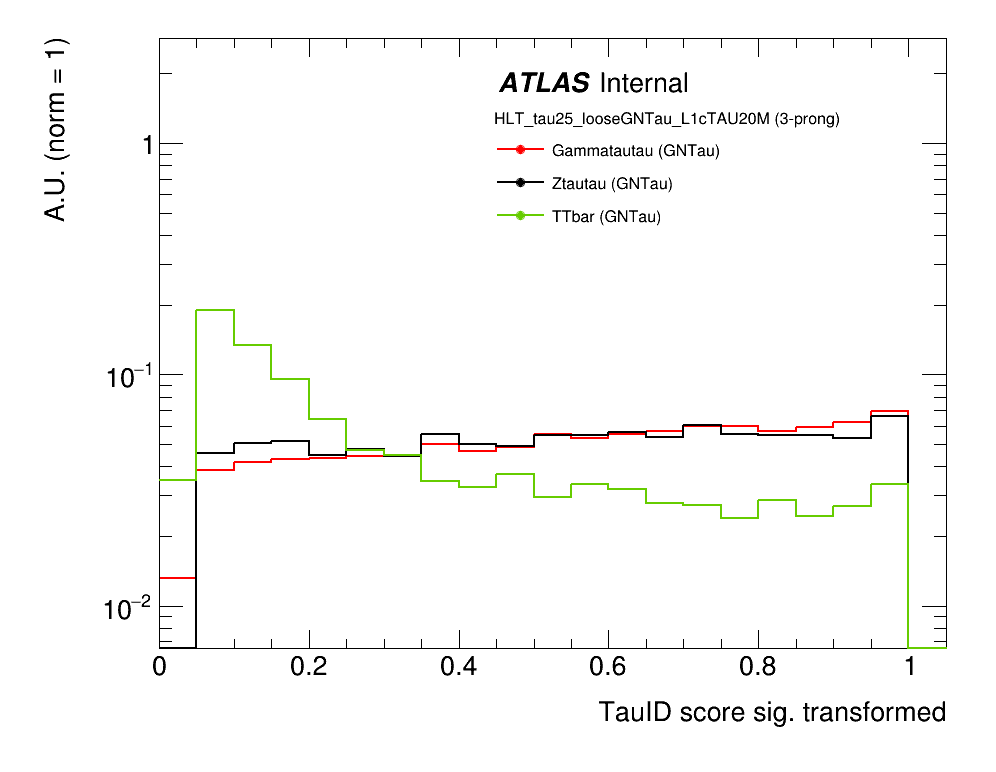 A.U. (norm = 1)
ATLAS Internal
HLT_tau25_looseGNTau_L1cTAU20M (3-prong)
Gammatautau (GNTau)
Ztautau (GNTau)
TTbar (GNTau)
1
10⁻¹
10⁻²
0 0.2 0.4 0.6 0.8 1
TauID score sig. transformed